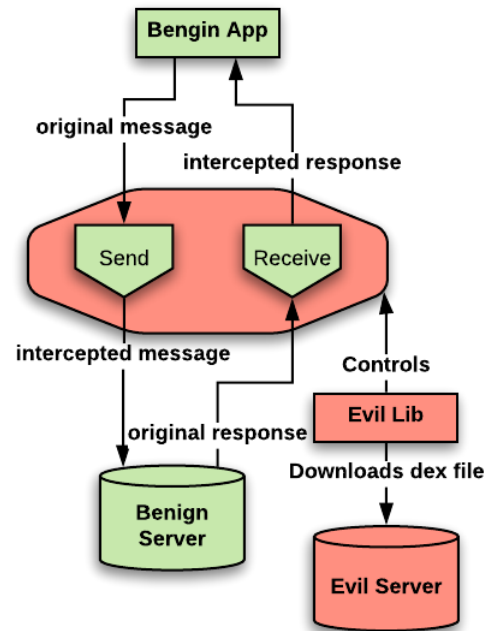 Bengin App
original message
intercepted response
Send
Receive
intercepted message
Controls
original response
Evil Lib
Downloads dex file
Benign
Server
Evil Server